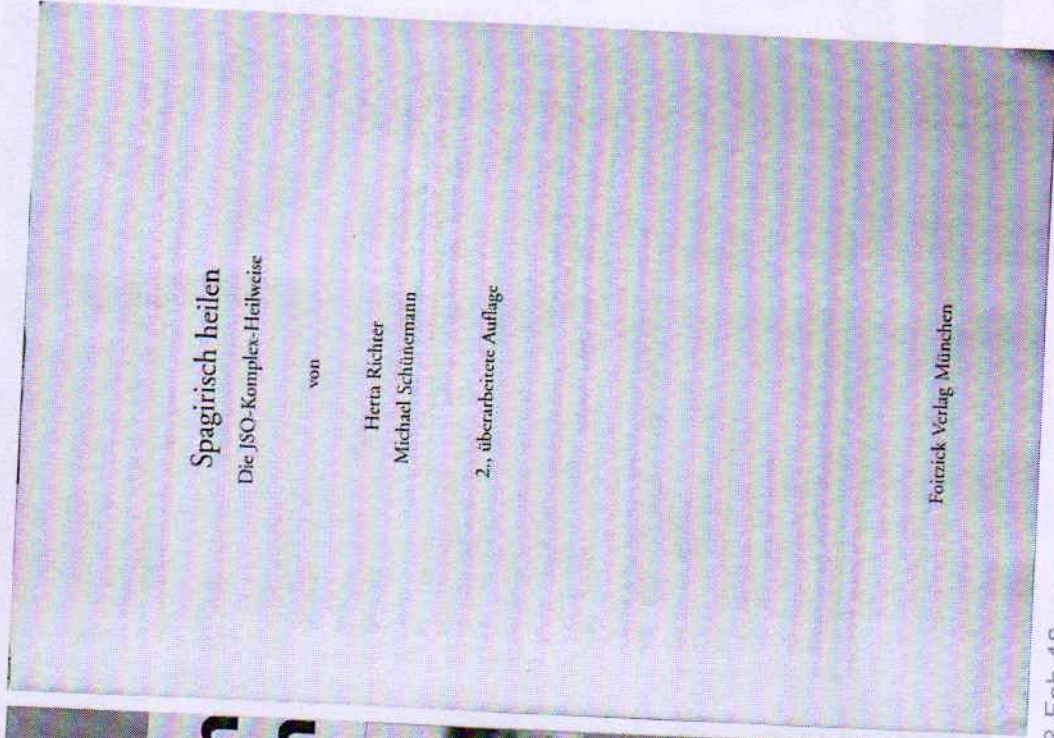 Spagirisch heilen
Die JSO-Komplex-Heilweise
von
Herta Richter
Michael Schünemann
2., überarbeitete Auflage
Foitzick Verlag München